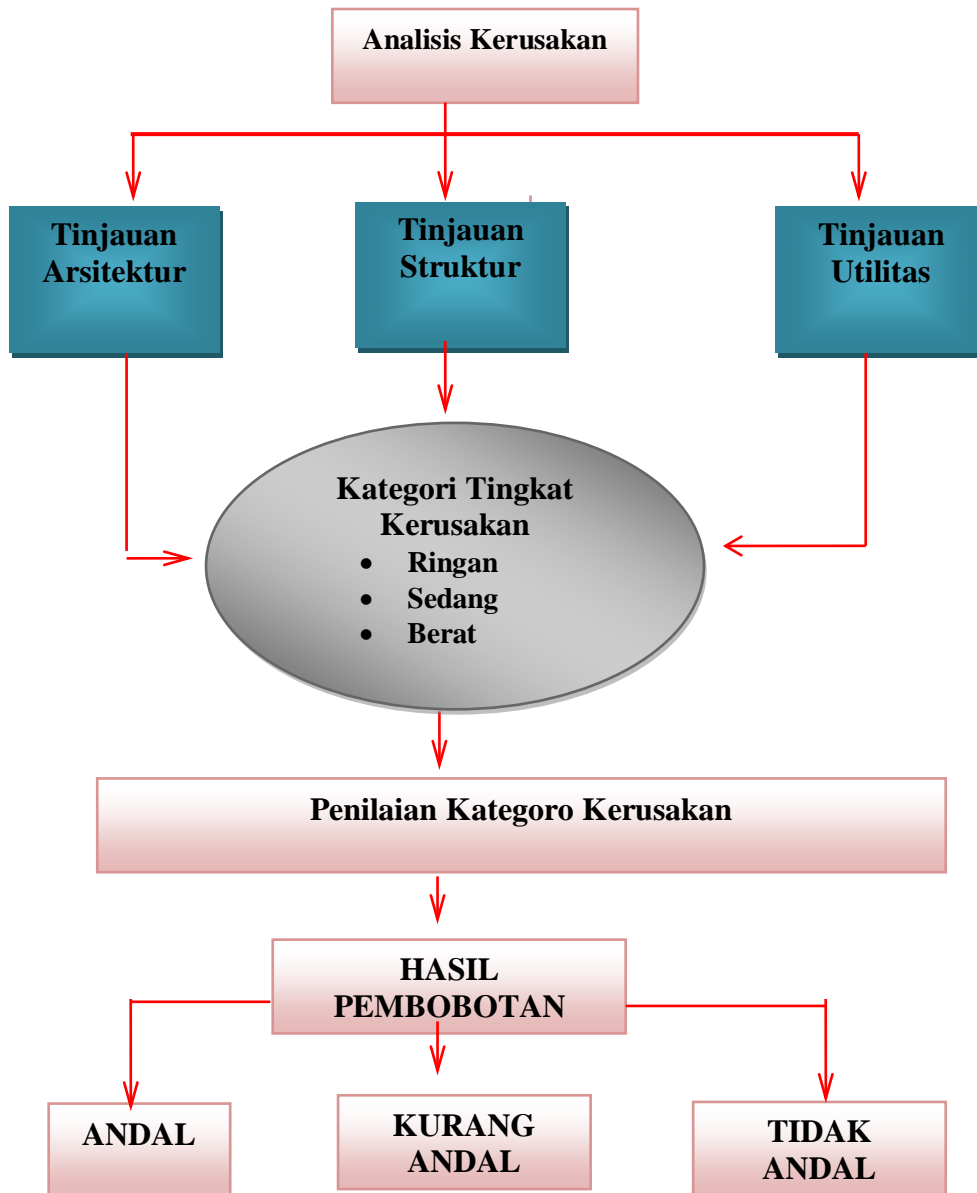 Analisis Kerusakan
Tinjauan
Arsitektur
Tinjauan
Struktur
Tinjauan
Utilitas
Kategori Tingkat
Kerusakan
• Ringan
• Sedang
• Berat
Penilaian Kategoro Kerusakan
HASIL
PEMBOBOTAN
ANDAL
KURANG
ANDAL
TIDAK
ANDAL